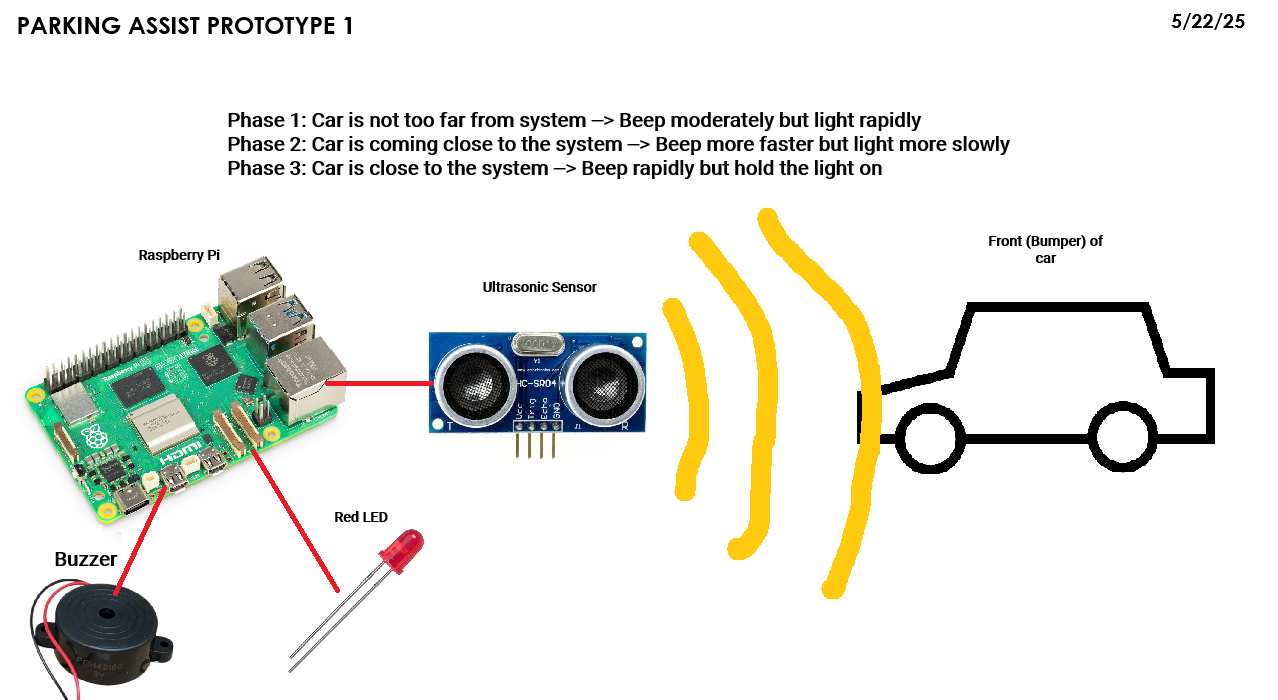 PARKING ASSIST PROTOTYPE 1
5/22/25
Phase 1: Car is not too far from system --> Beep moderately but light rapidly
Phase 2: Car is coming close to the system --> Beep more faster but light more slowly
Phase 3: Car is close to the system --> Beep rapidly but hold the light on
Raspberry Pi
Ultrasonic Sensor
Front (Bumper) of
car
HDMI
HC-SR04
Vcc
Trig
Echo
GND
T
R
J1
Y1
Red LED
Buzzer